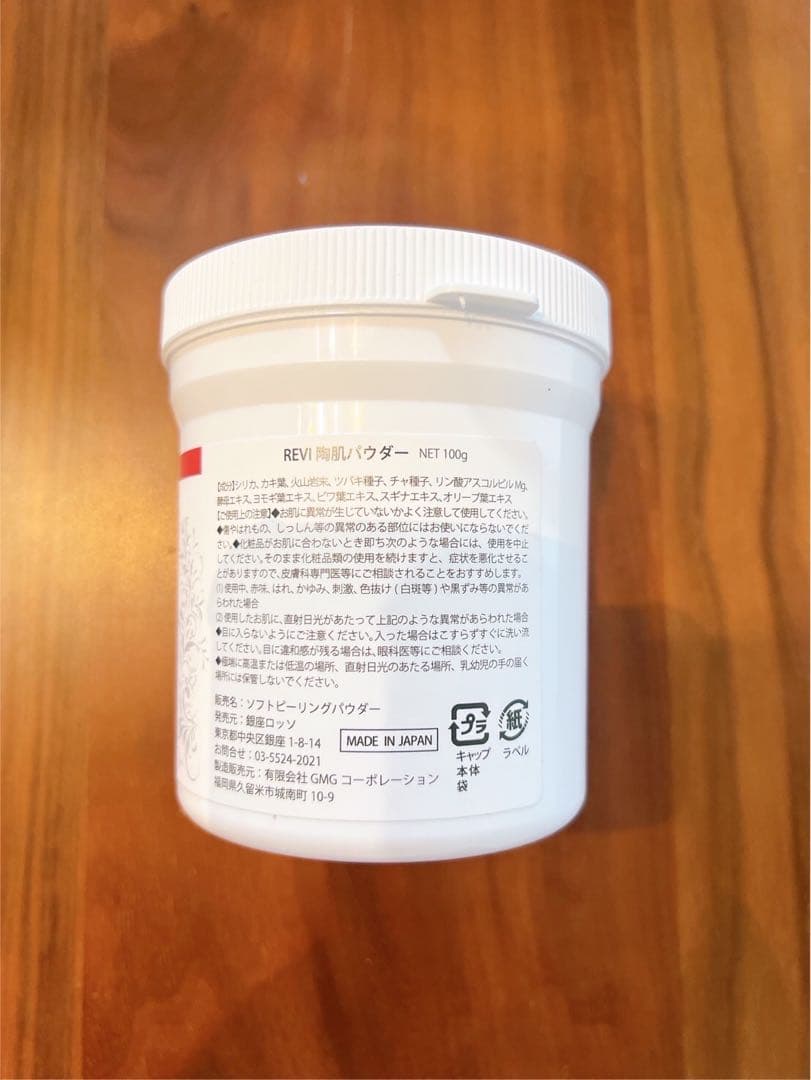 REVI 陶肌パウダー NET 100g
【成分】シリカ、カキ葉、火山岩末、ツバキ種子、チャ種子、リン酸アスコルビルMg、
酵母エキス、ヨモギ葉エキス、ビワ葉エキス、スギナエキス、オリーブ葉エキス
【ご使用上の注意】◆お肌に異常が生じていないかよく注意して使用してください。
◆傷やはれもの、しっしん等の異常のある部位にはお使いにならないでくだ
さい。◆化粧品がお肌に合わないとき即ち次のような場合には、使用を中止
してください。そのまま化粧品類の使用を続けますと、症状を悪化させるこ
とがありますので、皮膚科専門医等にご相談されることをおすすめします。
(1) 使用中、赤味、はれ、かゆみ、刺激、色抜け ( 白斑等 ) や黒ずみ等の異常があ
らわれた場合
(2) 使用したお肌に、直射日光があたって上記のような異常があらわれた場合
◆目に入らないようにご注意ください。入った場合はこすらずすぐに洗い流
してください。目に違和感が残る場合は、眼科医等にご相談ください。
◆極端に高温または低温の場所、直射日光のあたる場所、乳幼児の手の届く
場所には保管しないでください。
販売名：ソフトピーリングパウダー
発売元：銀座ロッソ
東京都中央区銀座 1-8-14
お問合せ：03-5524-2021
製造販売元：有限会社 GMG コーポレーション
福岡県久留米市城南町 10-9
MADE IN JAPAN
プラ
キャップ
本体
袋
紙
ラベル